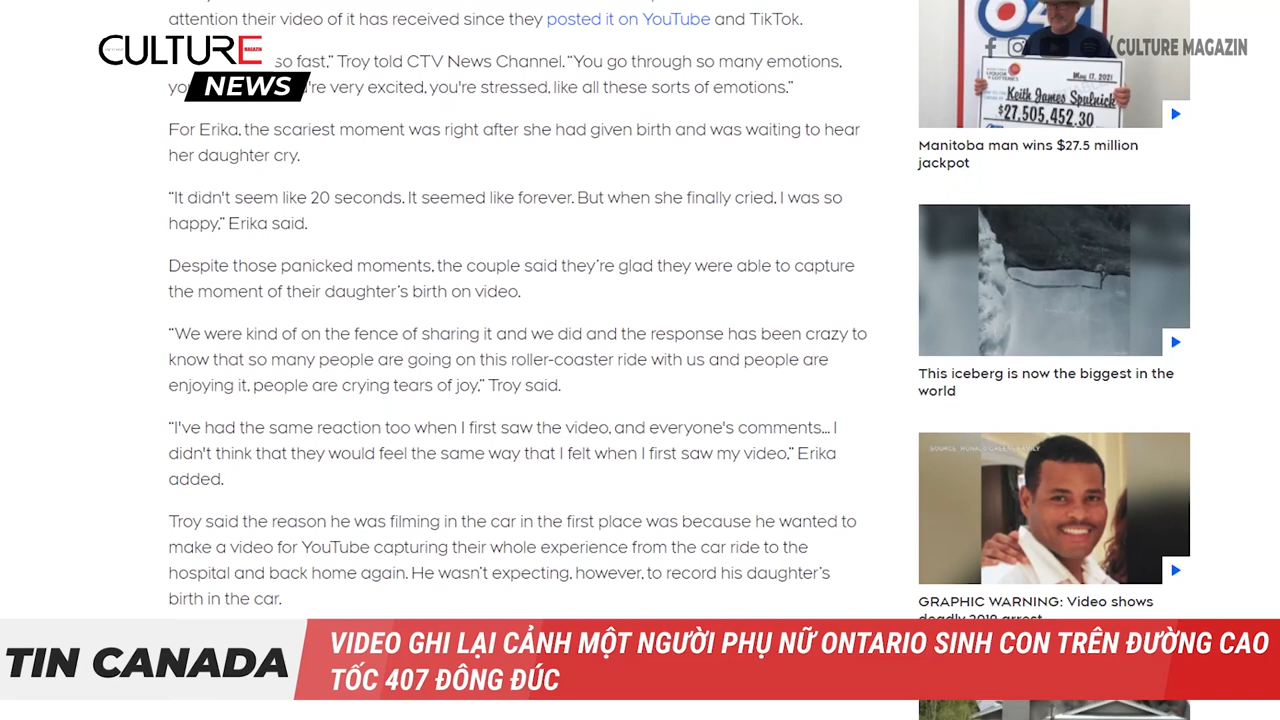 attention their video of it has received since they posted it on YouTube and TikTok.
CULTURE
MAGAZIN
NEWS
so fast,” Troy told CTV News Channel. “You go through so many emotions,
're very excited, you're stressed, like all these sorts of emotions.”
For Erika, the scariest moment was right after she had given birth and was waiting to hear
her daughter cry.
“It didn't seem like 20 seconds. It seemed like forever. But when she finally cried, I was so
happy,” Erika said.
Despite those panicked moments, the couple said they’re glad they were able to capture
the moment of their daughter’s birth on video.
“We were kind of on the fence of sharing it and we did and the response has been crazy to
know that so many people are going on this roller-coaster ride with us and people are
enjoying it, people are crying tears of joy,” Troy said.
“I've had the same reaction too when I first saw the video, and everyone's comments... I
didn't think that they would feel the same way that I felt when I first saw my video,” Erika
added.
Troy said the reason he was filming in the car in the first place was because he wanted to
make a video for YouTube capturing their whole experience from the car ride to the
hospital and back home again. He wasn’t expecting, however, to record his daughter’s
birth in the car.
/ CULTURE MAGAZIN
May 17, 2021
Keith James Spulnick
$27,505,452.30
Manitoba man wins $27.5 million
jackpot
This iceberg is now the biggest in the
world
SOURCE: RONALD GREENE FAMILY
GRAPHIC WARNING: Video shows
deadly 2019 arrest
TIN CANADA
VIDEO GHI LẠI CẢNH MỘT NGƯỜI PHỤ NỮ ONTARIO SINH CON TRÊN ĐƯỜNG CAO
TỐC 407 ĐÔNG ĐÚC